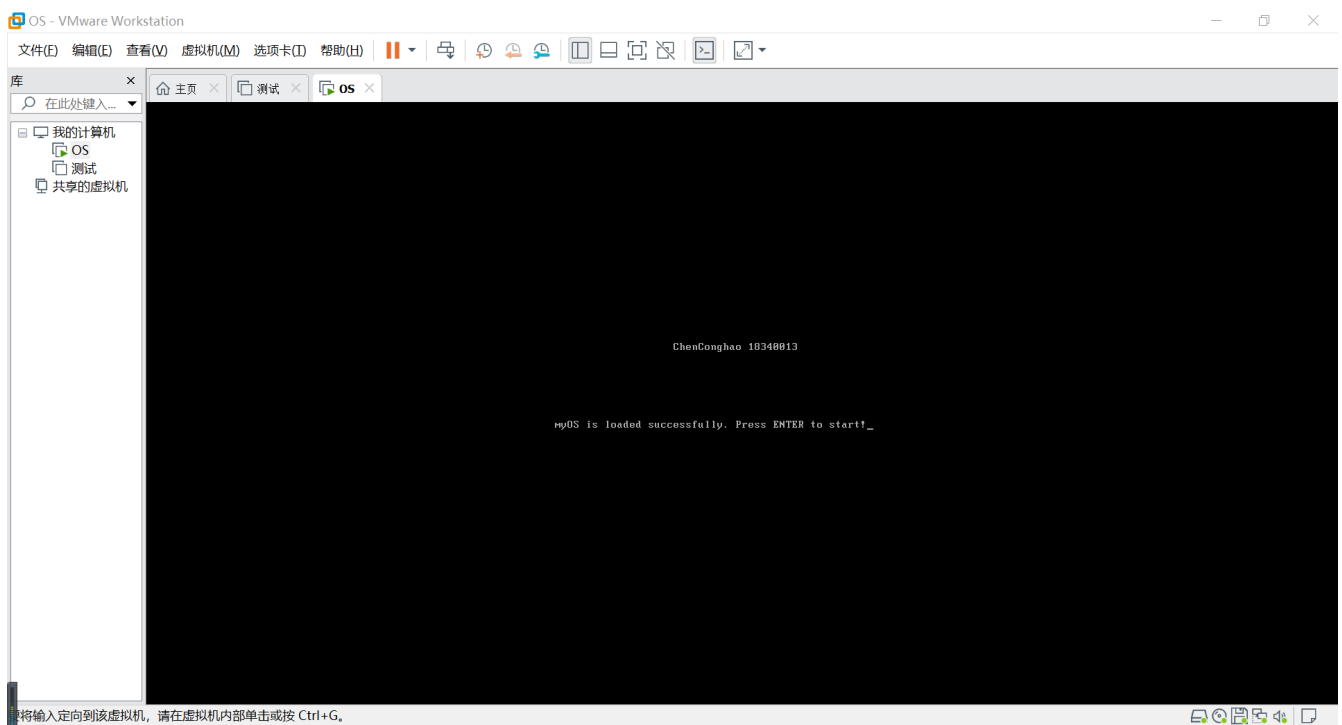 OS - VMware Workstation
文件(F) 编辑(E) 查看(V) 虚拟机(M) 选项卡(T) 帮助(H)
库
在此处键入...
我的计算机
OS
测试
共享的虚拟机
主页 测试 OS
ChenConghao 18340013
myOS is loaded successfully. Press ENTER to start!_
要将输入定向到该虚拟机，请在虚拟机内部单击或按 Ctrl+G。